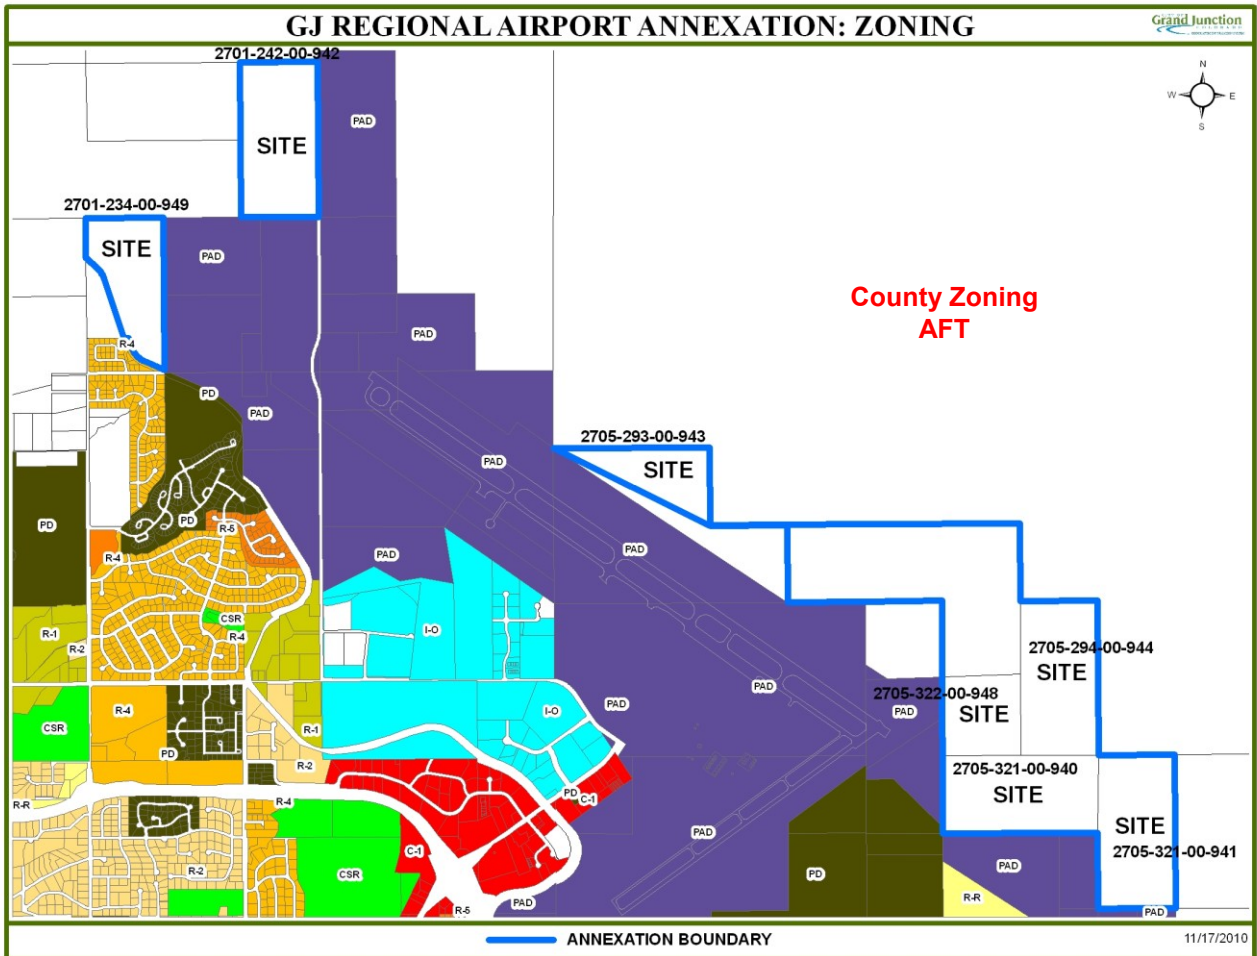 GJ REGIONAL AIRPORT ANNEXATION: ZONING
Grand Junction
COLORADO
2701-242-00-942
N
W
E
S
PAD
SITE
2701-234-00-949
SITE
PAD
County Zoning
AFT
PAD
R-4
PD
PAD
2705-293-00-943
SITE
PAD
PD
PD
R-5
PAD
PAD
R-4
CSR
R-4
I-O
R-1
R-2
2705-294-00-944
SITE
PAD
2705-322-00-948
PAD
SITE
PAD
I-O
R-4
CSR
R-1
PD
R-2
2705-321-00-940
SITE
PD
C-1
R-R
R-4
SITE
2705-321-00-941
PAD
C-1
R-2
CSR
PD
PAD
R-R
R-5
PAD
PAD
ANNEXATION BOUNDARY
11/17/2010